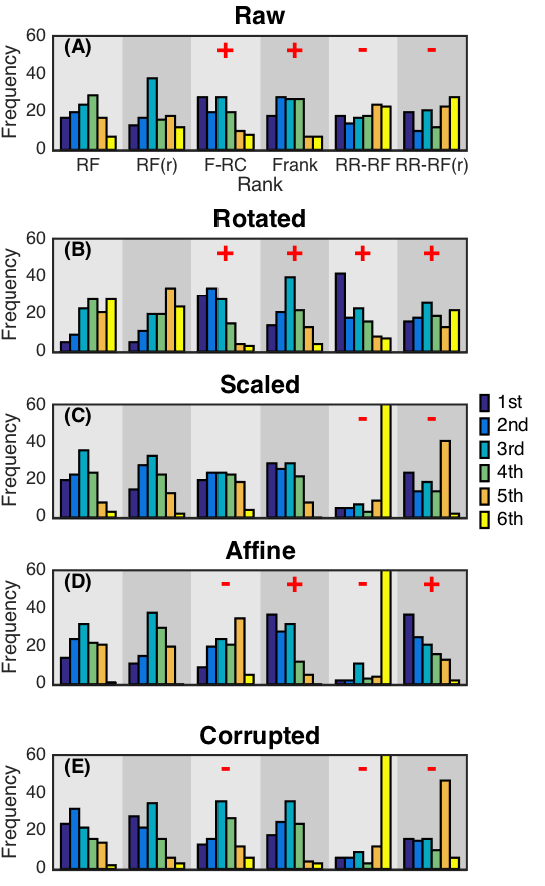 Raw
(A)
+ + - -
Frequency
60
40
20
0
RF RF(r) F-RC Frank RR-RF RR-RF(r)
Rank
Rotated
(B)
+ + + +
Frequency
60
40
20
0
Scaled
(C)
- -
Frequency
60
40
20
0
1st
2nd
3rd
4th
5th
6th
Affine
(D)
- + - +
Frequency
60
40
20
0
Corrupted
(E)
- - -
Frequency
60
40
20
0